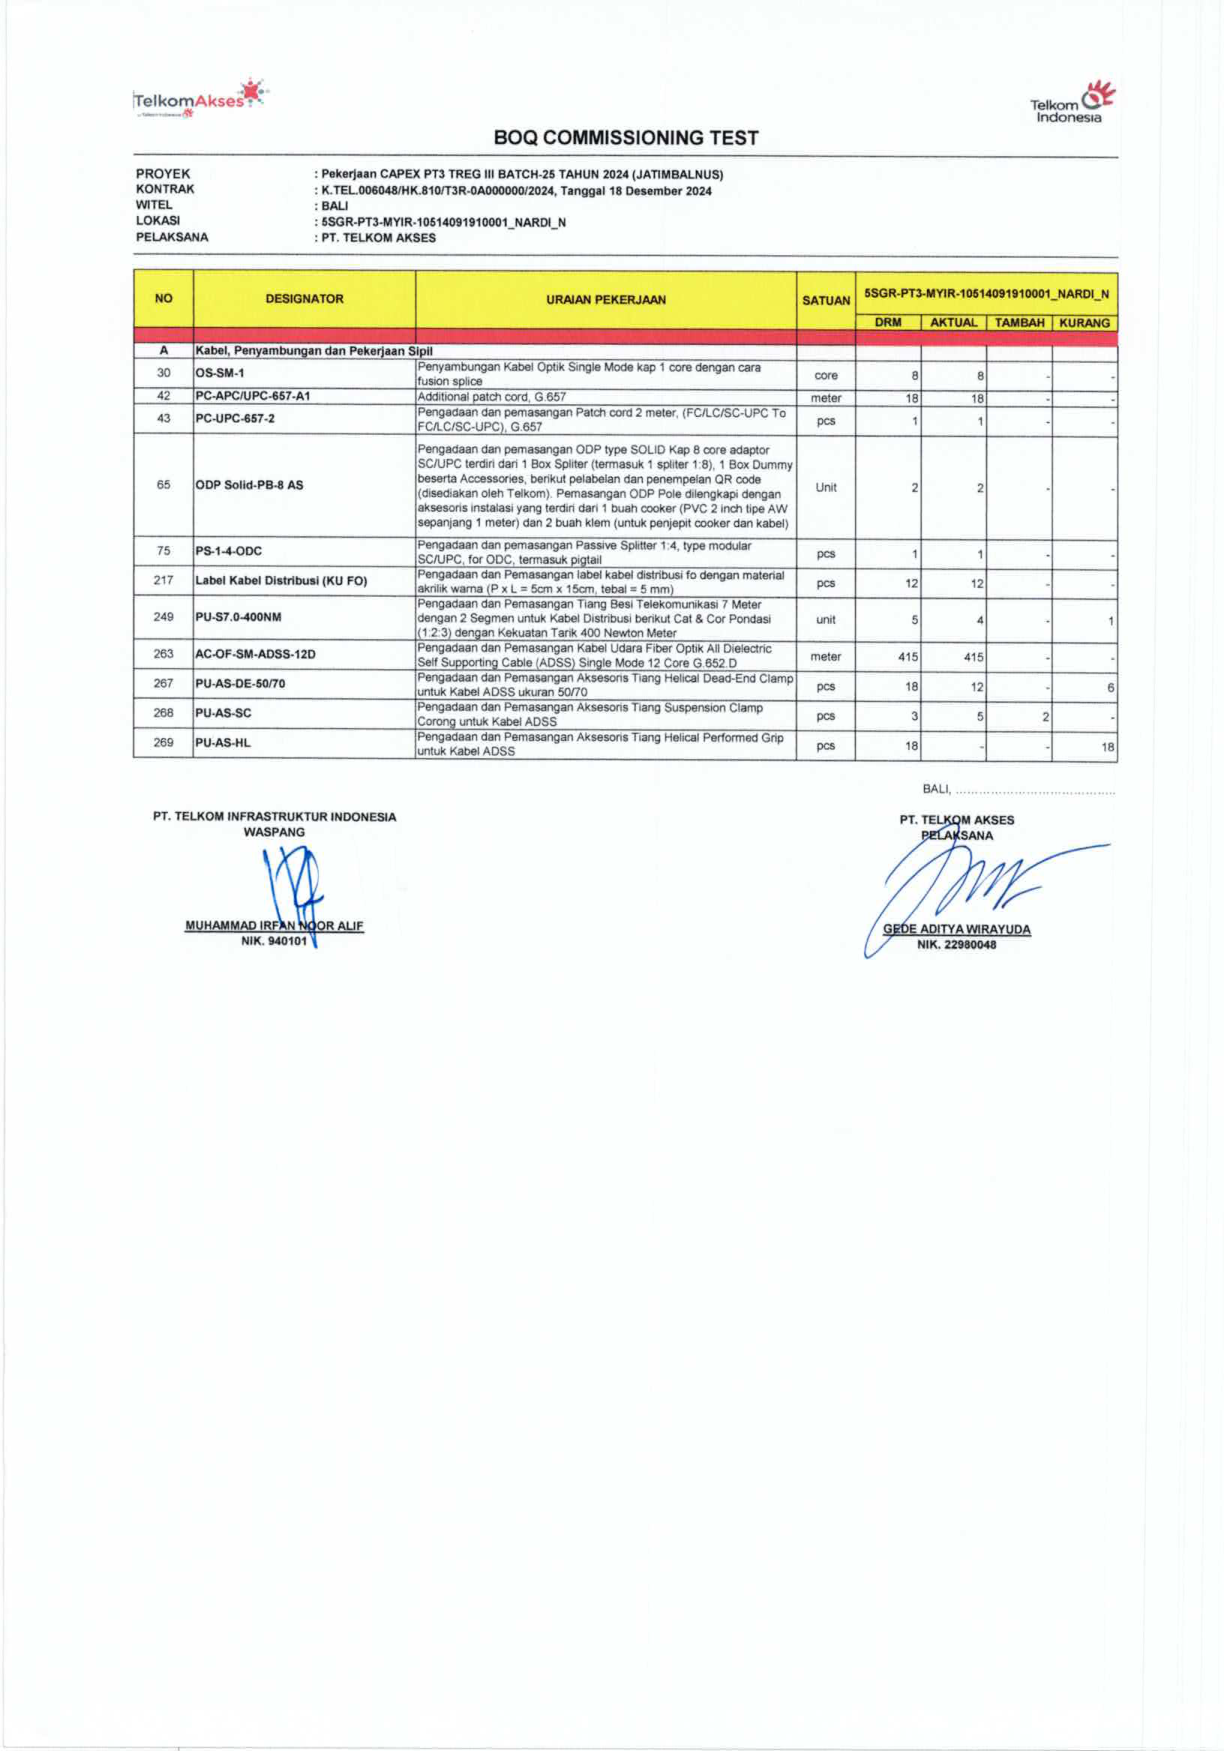 TelkomAkses
Telkom
Indonesia
BOQ COMMISSIONING TEST
PROYEK : Pekerjaan CAPEX PT3 TREG III BATCH-25 TAHUN 2024 (JATIMBALNUS)
KONTRAK : K.TEL.006048/HK.810/T3R-0A000000/2024, Tanggal 18 Desember 2024
WITEL : BALI
LOKASI : 5SGR-PT3-MYIR-10514091910001_NARDI_N
PELAKSANA : PT. TELKOM AKSES
NO DESIGNATOR URAIAN PEKERJAAN SATUAN 5SGR-PT3-MYIR-10514091910001_NARDI_N
DRM AKTUAL TAMBAH KURANG
A Kabel, Penyambungan dan Pekerjaan Sipil
30 OS-SM-1 Penyambungan Kabel Optik Single Mode kap 1 core dengan cara
fusion splice core 8 8 - -
42 PC-APC/UPC-657-A1 Additional patch cord, G.657 meter 18 18 - -
43 PC-UPC-657-2 Pengadaan dan pemasangan Patch cord 2 meter, (FC/LC/SC-UPC To
FC/LC/SC-UPC), G.657 pcs 1 1 - -
65 ODP Solid-PB-8 AS Pengadaan dan pemasangan ODP type SOLID Kap 8 core adaptor
SC/UPC terdiri dari 1 Box Spliter (termasuk 1 spliter 1:8), 1 Box Dummy
beserta Accessories, berikut pelabelan dan penempelan QR code
(disediakan oleh Telkom). Pemasangan ODP Pole dilengkapi dengan
aksesoris instalasi yang terdiri dari 1 buah cooker (PVC 2 inch tipe AW
sepanjang 1 meter) dan 2 buah klem (untuk penjepit cooker dan kabel) Unit 2 2 - -
75 PS-1-4-ODC Pengadaan dan pemasangan Passive Splitter 1:4, type modular
SC/UPC, for ODC, termasuk pigtail pcs 1 1 - -
217 Label Kabel Distribusi (KU FO) Pengadaan dan Pemasangan label kabel distribusi fo dengan material
akrilik warna (P x L = 5cm x 15cm, tebal = 5 mm) pcs 12 12 - -
249 PU-S7.0-400NM Pengadaan dan Pemasangan Tiang Besi Telekomunikasi 7 Meter
dengan 2 Segmen untuk Kabel Distribusi berikut Cat & Cor Pondasi
(1:2:3) dengan Kekuatan Tarik 400 Newton Meter unit 5 4 - 1
263 AC-OF-SM-ADSS-12D Pengadaan dan Pemasangan Kabel Udara Fiber Optik All Dielectric
Self Supporting Cable (ADSS) Single Mode 12 Core G.652.D meter 415 415 - -
267 PU-AS-DE-50/70 Pengadaan dan Pemasangan Aksesoris Tiang Helical Dead-End Clamp
untuk Kabel ADSS ukuran 50/70 pcs 18 12 - 6
268 PU-AS-SC Pengadaan dan Pemasangan Aksesoris Tiang Suspension Clamp
Corong untuk Kabel ADSS pcs 3 5 2 -
269 PU-AS-HL Pengadaan dan Pemasangan Aksesoris Tiang Helical Performed Grip
untuk Kabel ADSS pcs 18 - - 18
BALI, ........................................
PT. TELKOM INFRASTRUKTUR INDONESIA
WASPANG
MUHAMMAD IRFAN NOOR ALIF
NIK. 940101
PT. TELKOM AKSES
PELAKSANA
GEDE ADITYA WIRAYUDA
NIK. 22980048